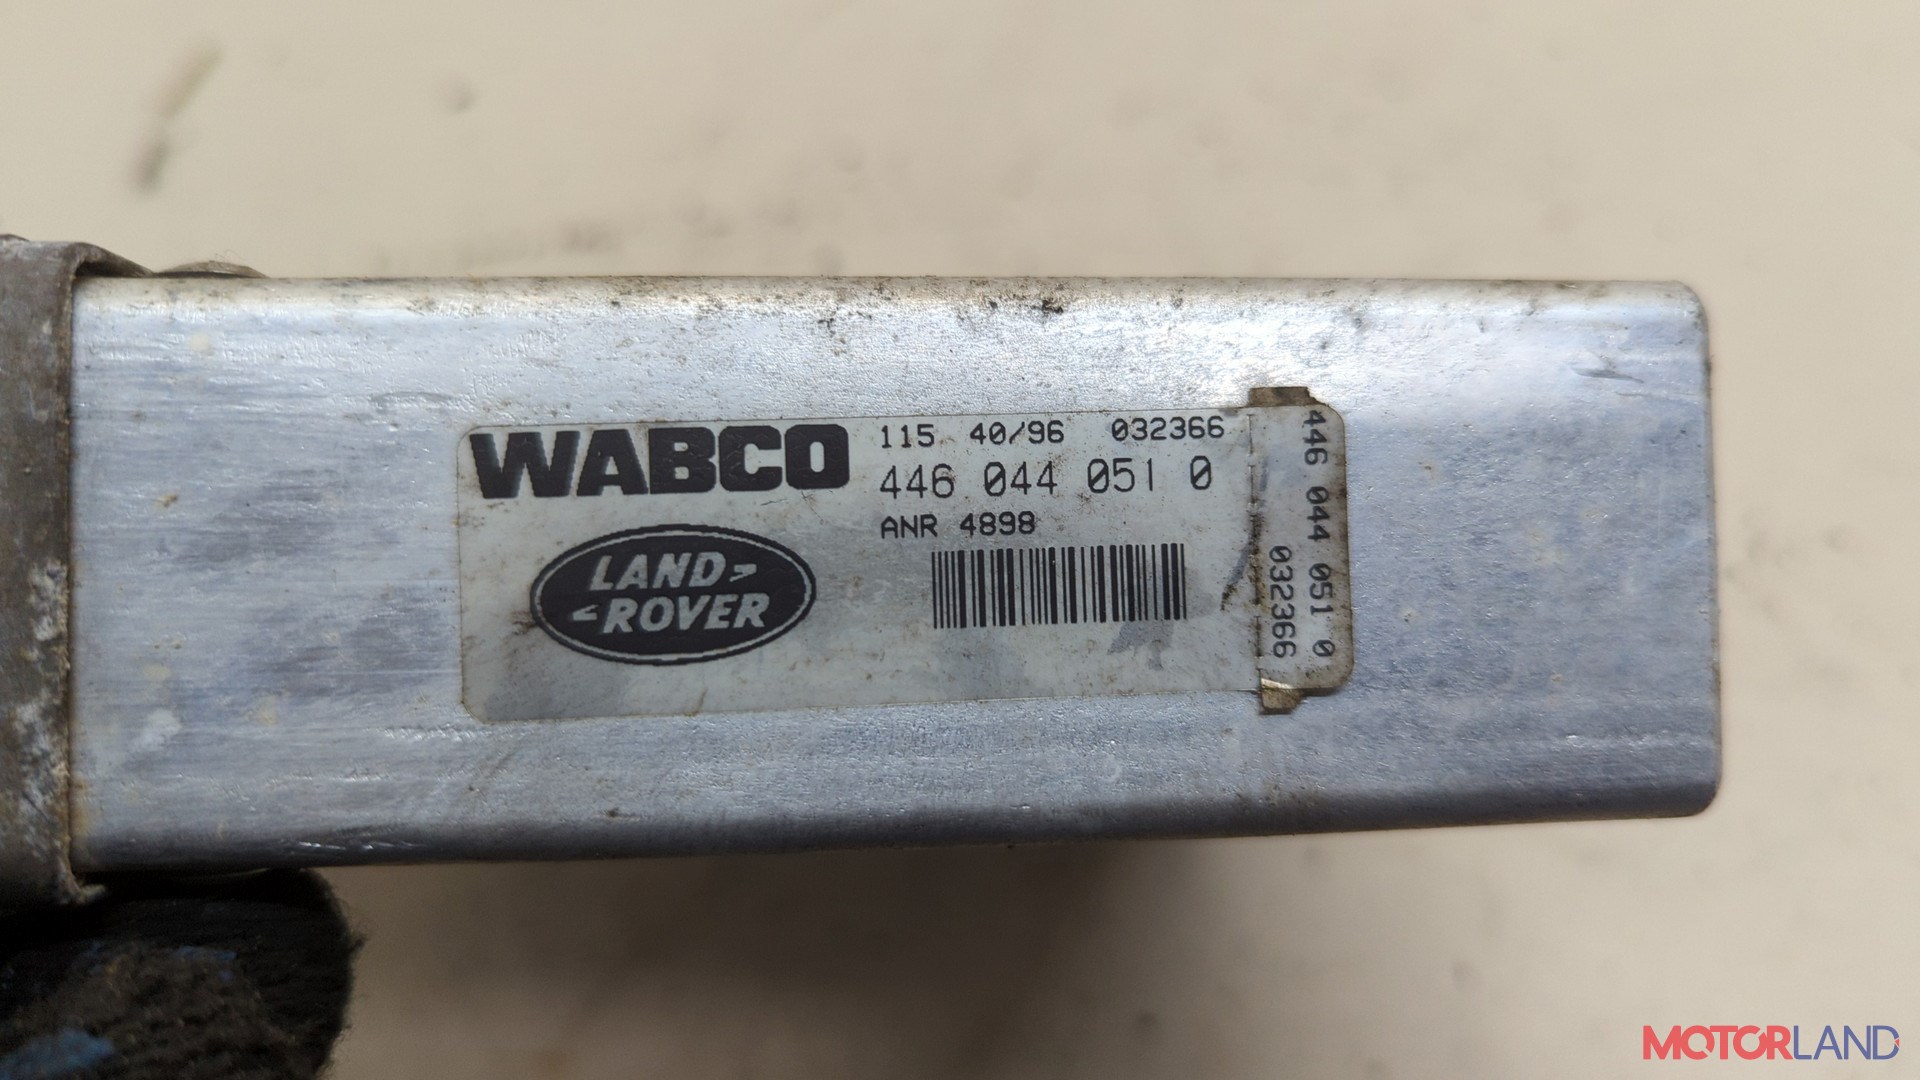 WABCO
115 40/96 032366
446 044 051 0
ANR 4898
LAND
ROVER
446 044 051 0
032366
MOTORLAND